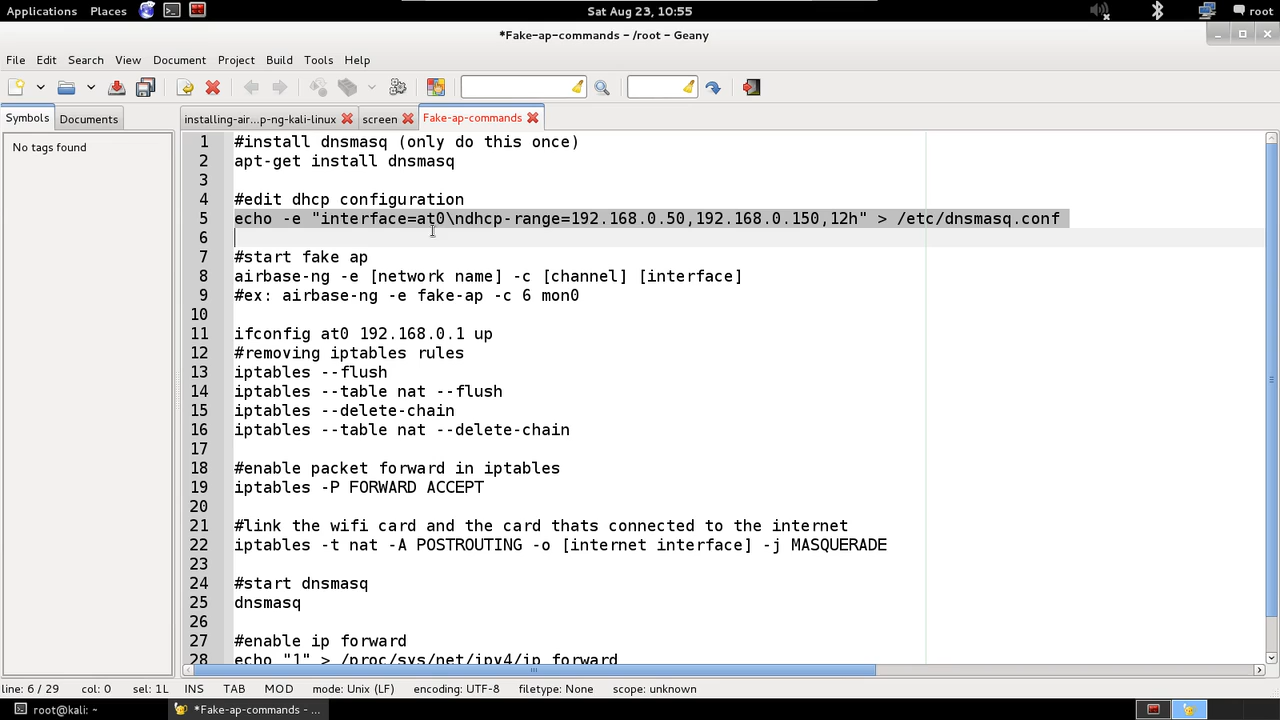 Applications Places Sat Aug 23, 10:55 root
*Fake-ap-commands – /root – Geany
File Edit Search View Document Project Build Tools Help
Symbols Documents installing-air...p-ng-kali-linux screen Fake-ap-commands
No tags found
1 #install dnsmasq (only do this once)
2 apt-get install dnsmasq
3
4 #edit dhcp configuration
5 echo -e "interface=at0\ndhcp-range=192.168.0.50,192.168.0.150,12h" > /etc/dnsmasq.conf
6
7 #start fake ap
8 airbase-ng -e [network name] -c [channel] [interface]
9 #ex: airbase-ng -e fake-ap -c 6 mon0
10
11 ifconfig at0 192.168.0.1 up
12 #removing iptables rules
13 iptables --flush
14 iptables --table nat --flush
15 iptables --delete-chain
16 iptables --table nat --delete-chain
17
18 #enable packet forward in iptables
19 iptables -P FORWARD ACCEPT
20
21 #link the wifi card and the card thats connected to the internet
22 iptables -t nat -A POSTROUTING -o [internet interface] -j MASQUERADE
23
24 #start dnsmasq
25 dnsmasq
26
27 #enable ip forward
28 echo "1" > /proc/sys/net/ipv4/ip_forward
line: 6 / 29 col: 0 sel: 1L INS TAB MOD mode: Unix (LF) encoding: UTF-8 filetype: None scope: unknown
root@kali: ~ *Fake-ap-commands - ...